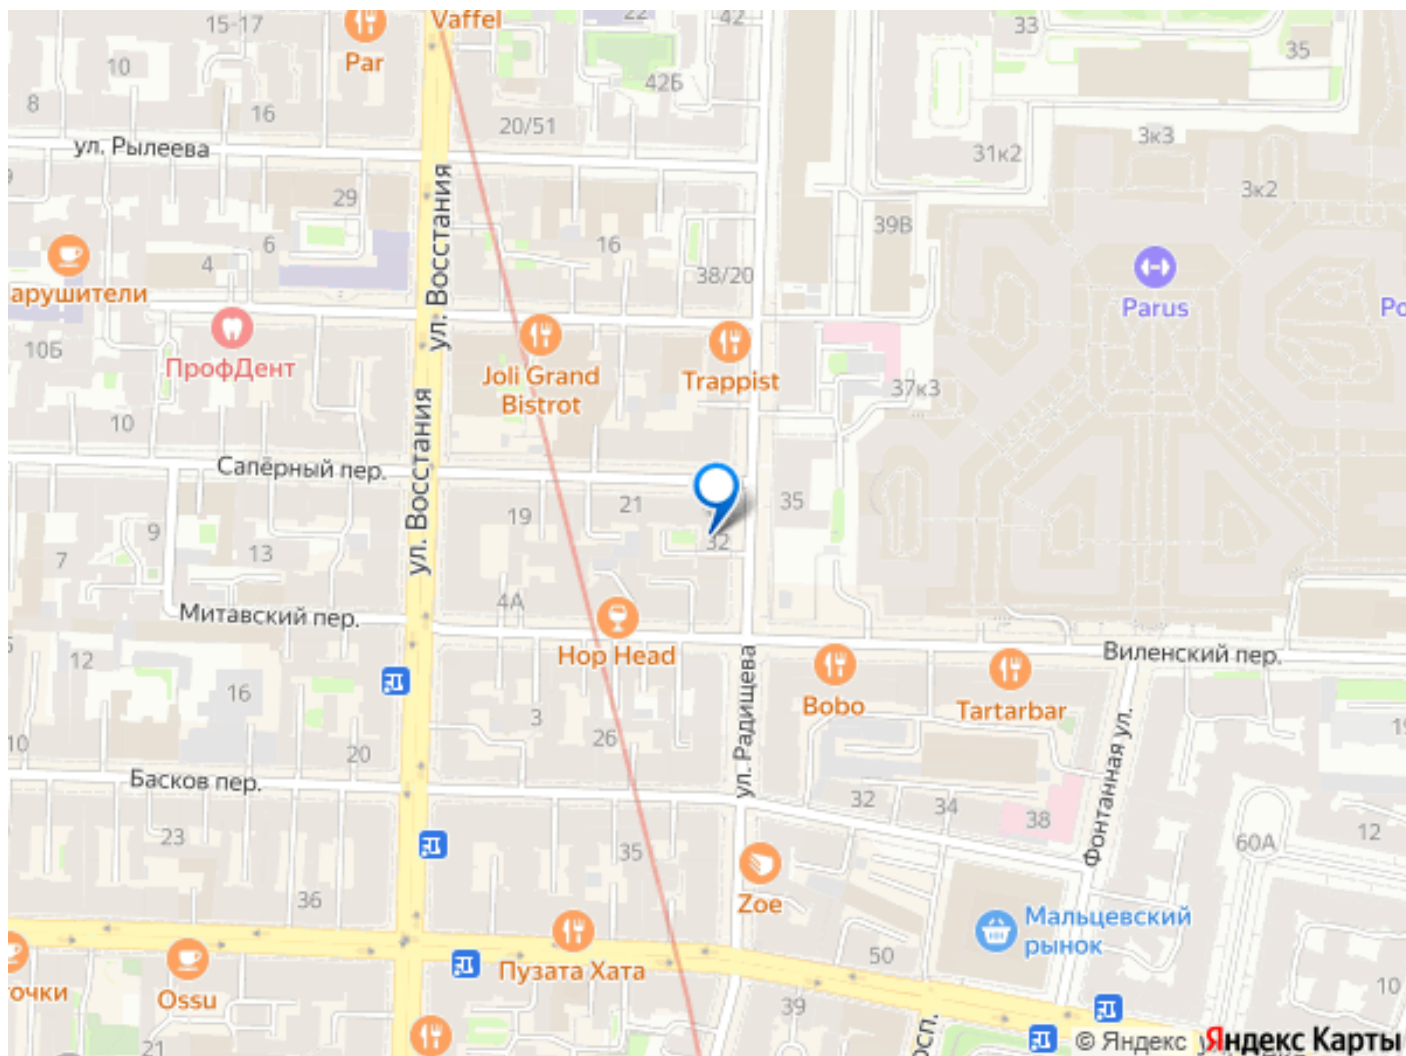 15-17
Par
Vaffel
22
42
33
35
10
42Б
8
16
20/51
3к3
31к2
ул. Рылеева
3к2
29
ул. Восстания
39В
6
16
4
38/20
арушители
Parus
10Б
ПрофДент
Joli Grand
Bistrot
Trappist
37к3
10
ул. Восстания
Сапёрный пер.
21
35
19
9
32
7
13
4А
Митавский пер.
Hop Head
Виленский пер.
12
Bobo
Tartarbar
16
3
26
ул. Радищева
Фонтанная ул.
19
10
20
Басков пер.
32
34
38
12
23
35
60А
36
Zoe
Мальцевский
рынок
Пузата Хата
50
точки
Ossu
10
39
21
© Яндекс
Яндекс Карты